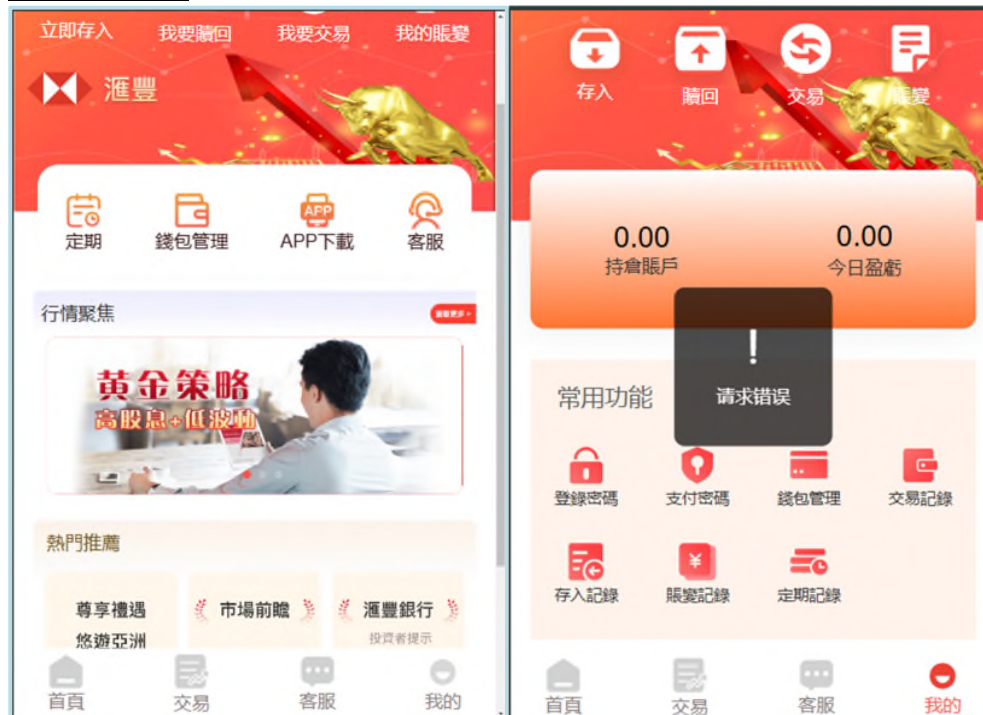 立即存入
我要贖回
我要交易
我的賬變
滙豐
定期
錢包管理
APP
APP下載
客服
行情聚焦
黄金策略
高股息+低波動
熱門推薦
尊享禮遇
悠遊亞洲
市場前瞻
滙豐銀行
投資者提示
首頁
交易
客服
我的
存入
贖回
交易
賬變
0.00
0.00
持倉賬戶
今日盈虧
!
请求错误
常用功能
登錄密碼
支付密碼
錢包管理
交易記錄
存入記錄
賬變記錄
定期記錄
首頁
交易
客服
我的